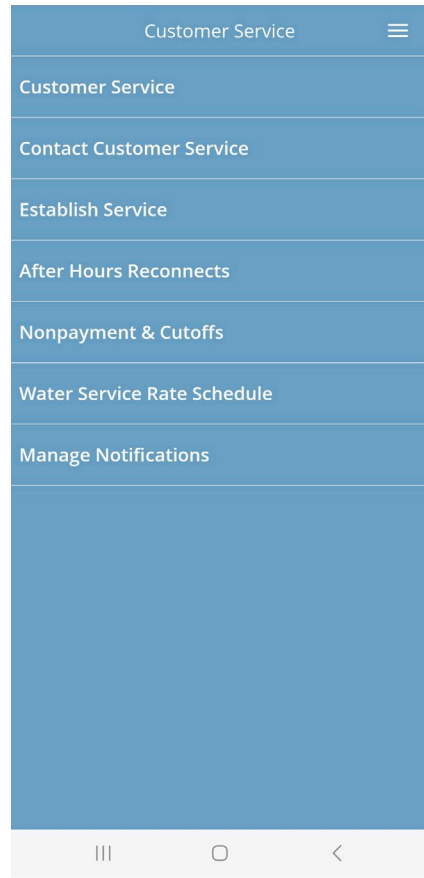 Customer Service
Customer Service
Contact Customer Service
Establish Service
After Hours Reconnects
Nonpayment & Cutoffs
Water Service Rate Schedule
Manage Notifications